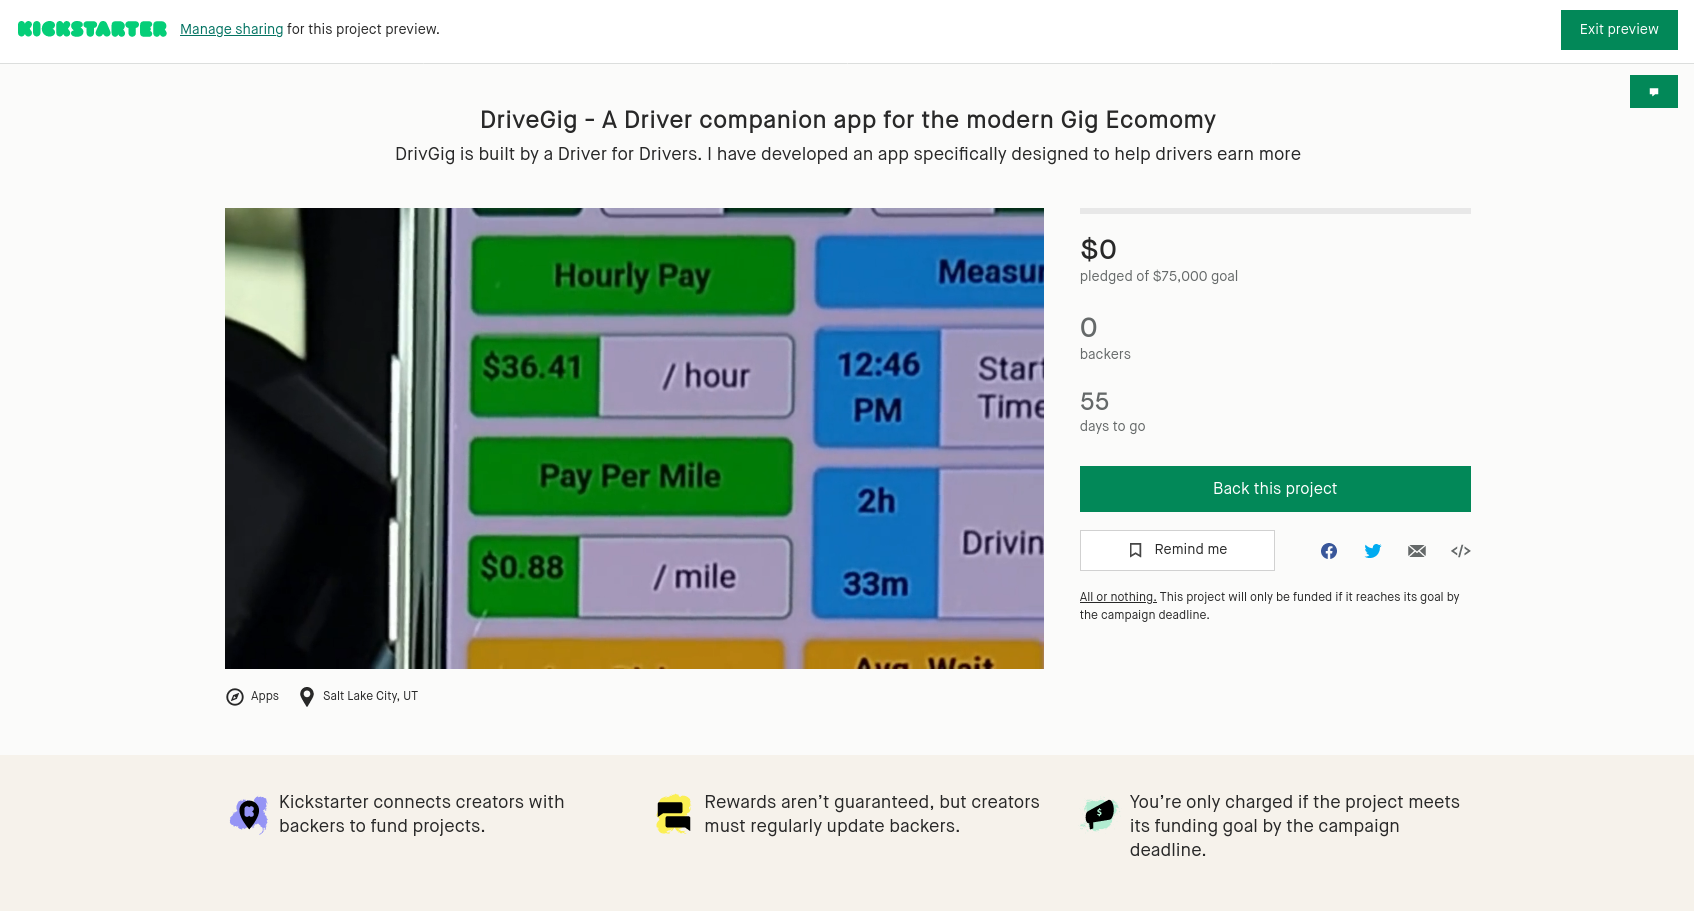 KICKSTARTER
Manage sharing for this project preview.
Exit preview
DriveGig - A Driver companion app for the modern Gig Ecomomy
DrivGig is built by a Driver for Drivers. I have developed an app specifically designed to help drivers earn more
Hourly Pay
$36.41 / hour
Pay Per Mile
$0.88 / mile
Measur
12:46
PM
Start
Time
2h
33m
Drivin
Avg. Wait
$0
pledged of $75,000 goal
0
backers
55
days to go
Back this project
Remind me
All or nothing. This project will only be funded if it reaches its goal by
the campaign deadline.
Apps
Salt Lake City, UT
Kickstarter connects creators with
backers to fund projects.
Rewards aren't guaranteed, but creators
must regularly update backers.
You're only charged if the project meets
its funding goal by the campaign
deadline.